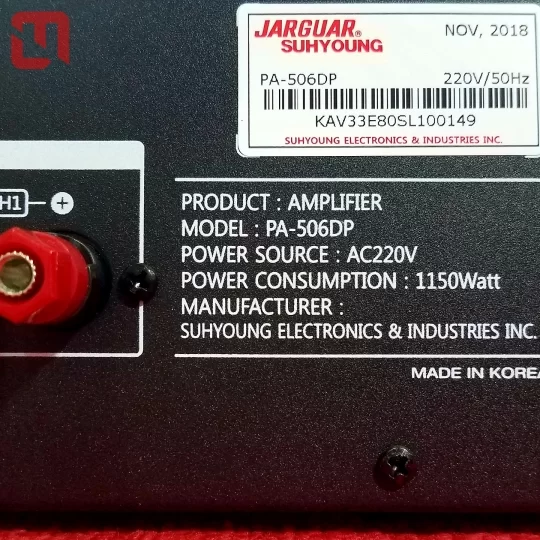 JARGUAR®
SUHYOUNG
NOV, 2018
PA-506DP
220V/50Hz
KAV33E80SL100149
SUHYOUNG ELECTRONICS & INDUSTRIES INC.
H1
PRODUCT : AMPLIFIER
MODEL : PA-506DP
POWER SOURCE : AC220V
POWER CONSUMPTION : 1150Watt
MANUFACTURER :
SUHYOUNG ELECTRONICS & INDUSTRIES INC.
MADE IN KOREA